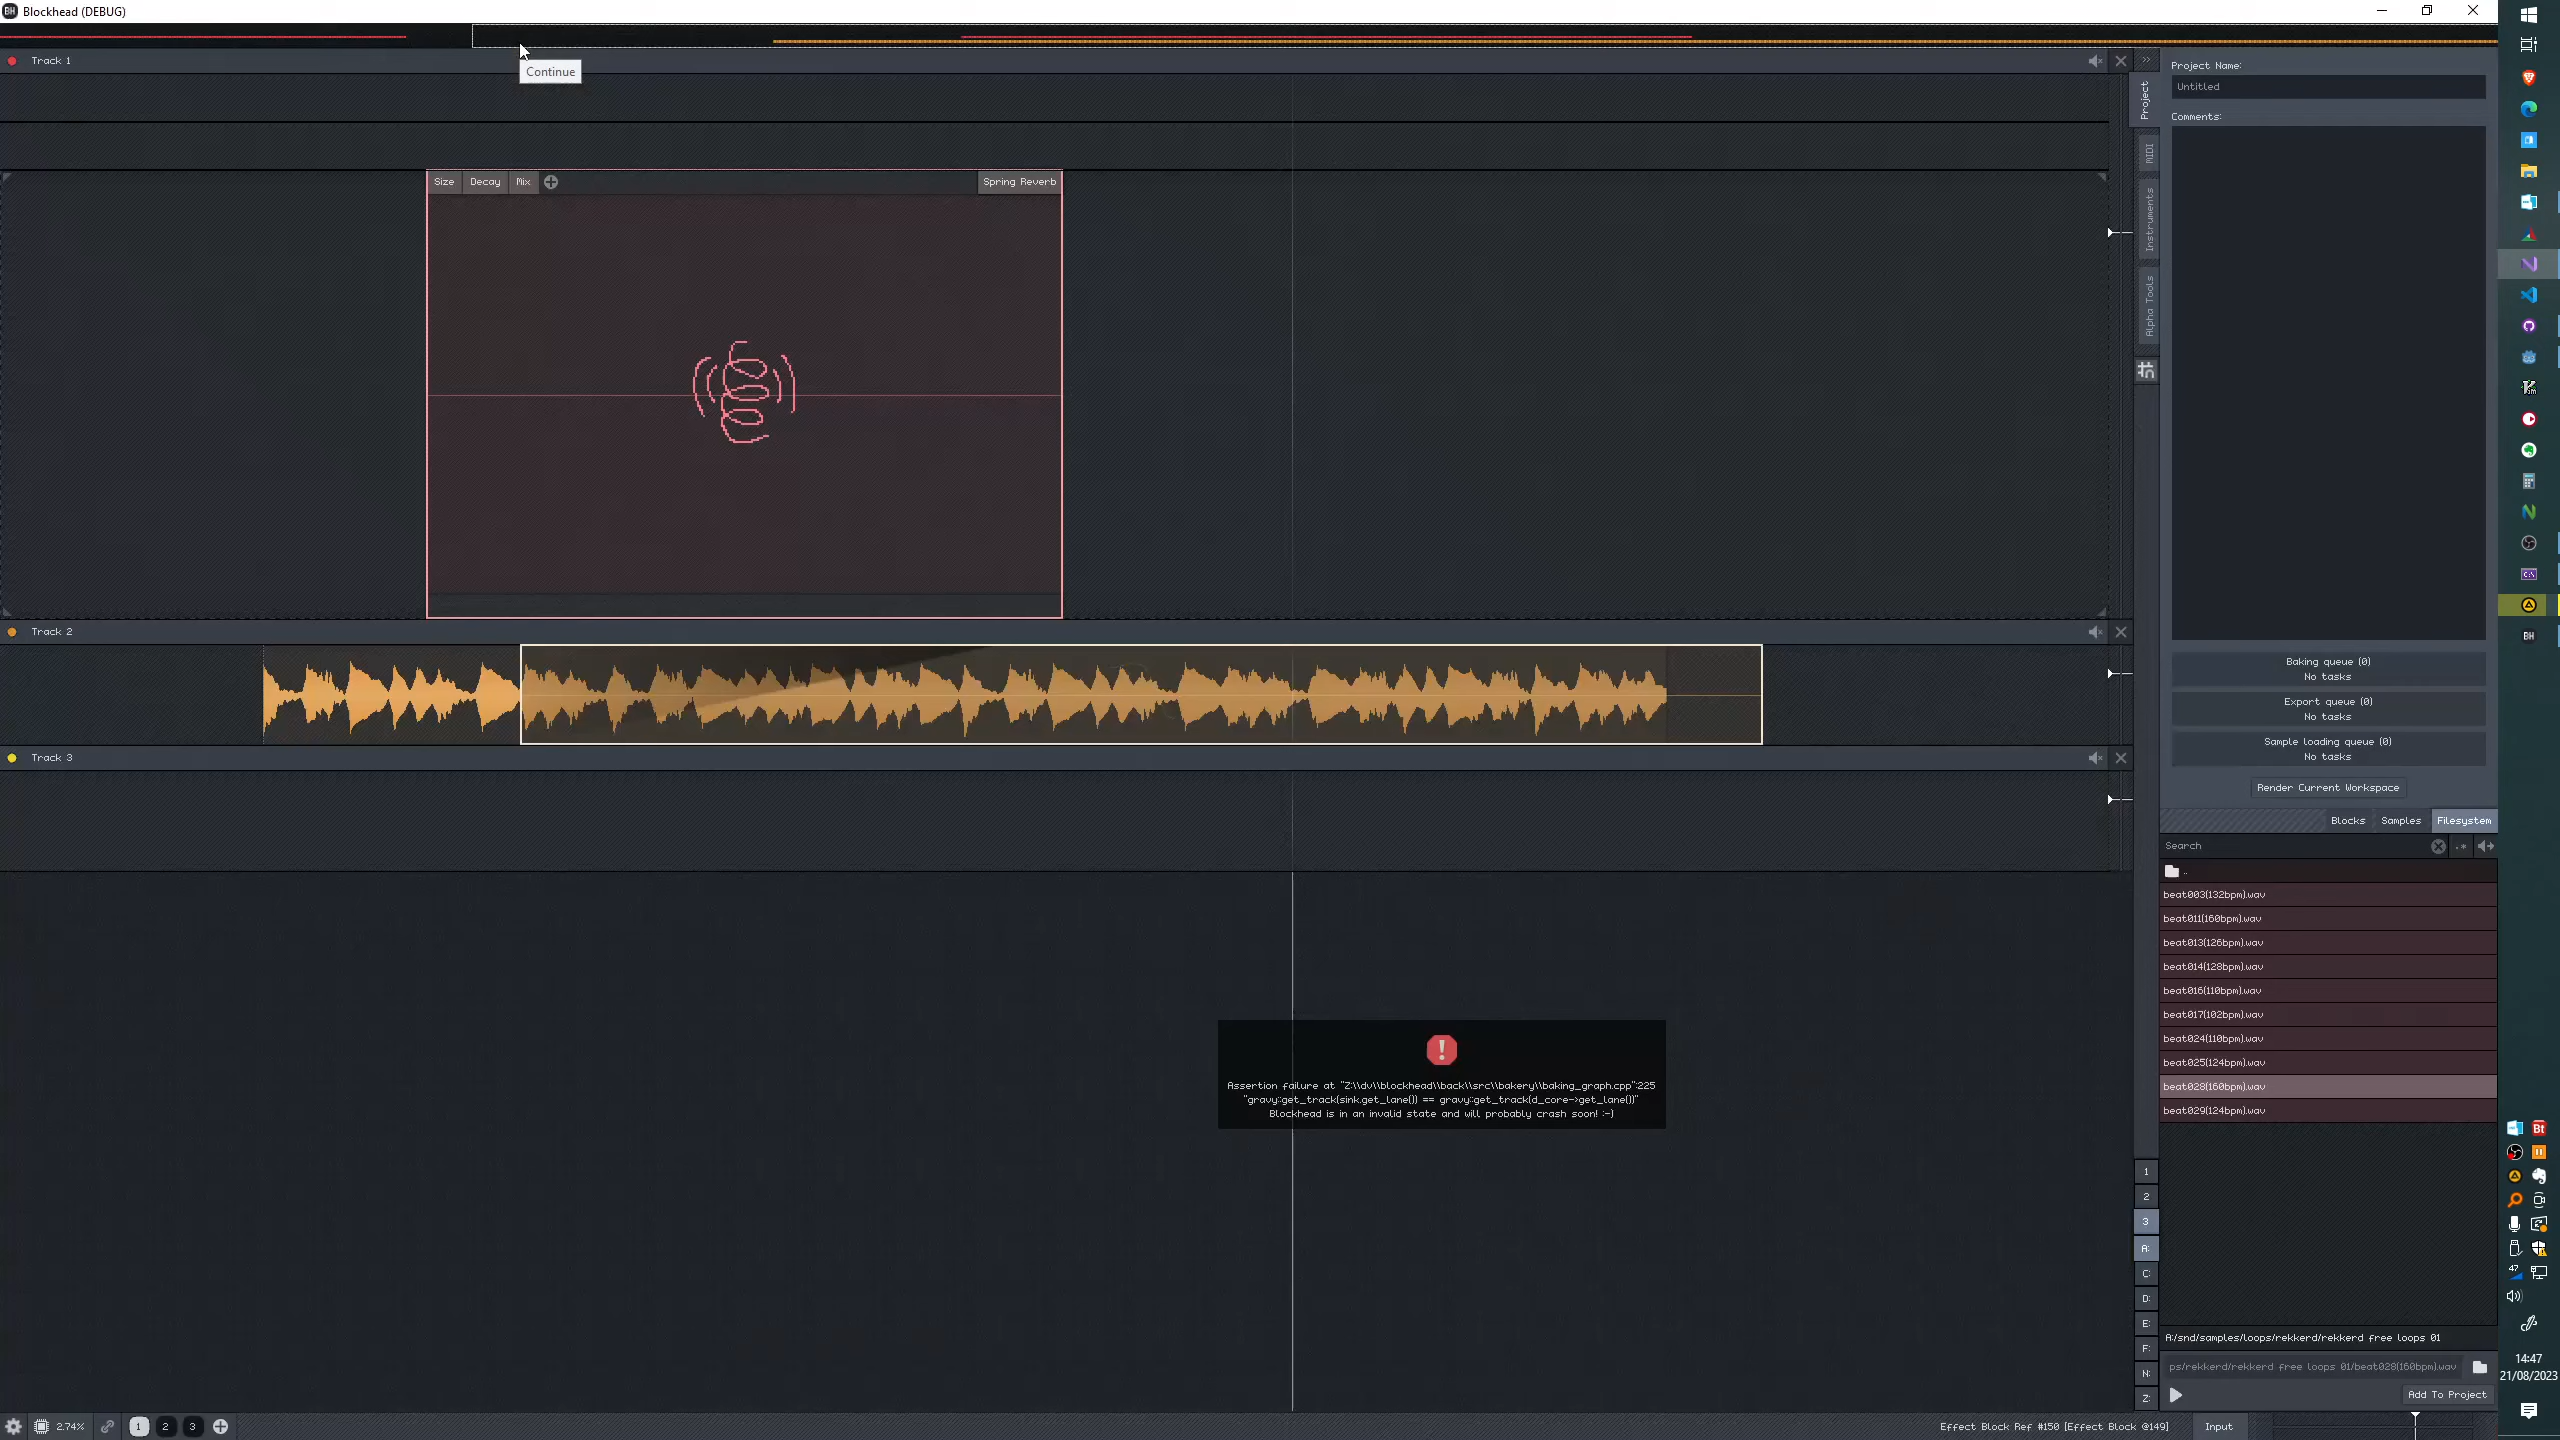 Blockhead (DEBUG)
Track 1
Continue
Size
Decay
Mix
Spring Reverb
Track 2
Track 3
Assertion failure at "Z:\\dv\\blockhead\\back\\src\\bakery\\baking_graph.cpp":225
"gravy::get_track(sink.get_lane()) == gravy::get_track(d_core->get_lane())"
Blockhead is in an invalid state and will probably crash soon! :-)
Project
MIDI
Instruments
Alpha Tools
Project Name:
Untitled
Comments:
Baking queue (0)
No tasks
Export queue (0)
No tasks
Sample loading queue (0)
No tasks
Render Current Workspace
Blocks
Samples
Filesystem
Search
.*
..
beat003(132bpm).wav
beat011(160bpm).wav
beat013(126bpm).wav
beat014(128bpm).wav
beat016(110bpm).wav
beat017(102bpm).wav
beat024(110bpm).wav
beat025(124bpm).wav
beat028(160bpm).wav
beat029(124bpm).wav
1
2
3
A:
C:
D:
E:
F:
N:
Z:
A:/snd/samples/loops/rekkerd/rekkerd free loops 01
ps/rekkerd/rekkerd free loops 01/beat028(160bpm).wav
Add To Project
2.74%
1
2
3
Effect Block Ref #150 [Effect Block @149]
Input
BH
Bt
47
14:47
21/08/2023